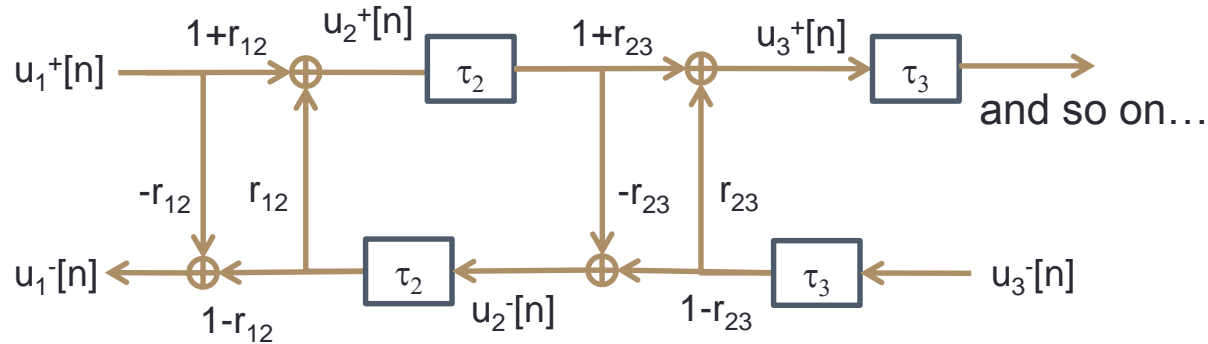 1+r₁₂ u₂⁺[n] 1+r₂₃ u₃⁺[n]
u₁⁺[n] τ₂ τ₃
and so on…
-r₁₂ r₁₂ -r₂₃ r₂₃
u₁⁻[n] τ₂ τ₃ u₃⁻[n]
1-r₁₂ u₂⁻[n] 1-r₂₃